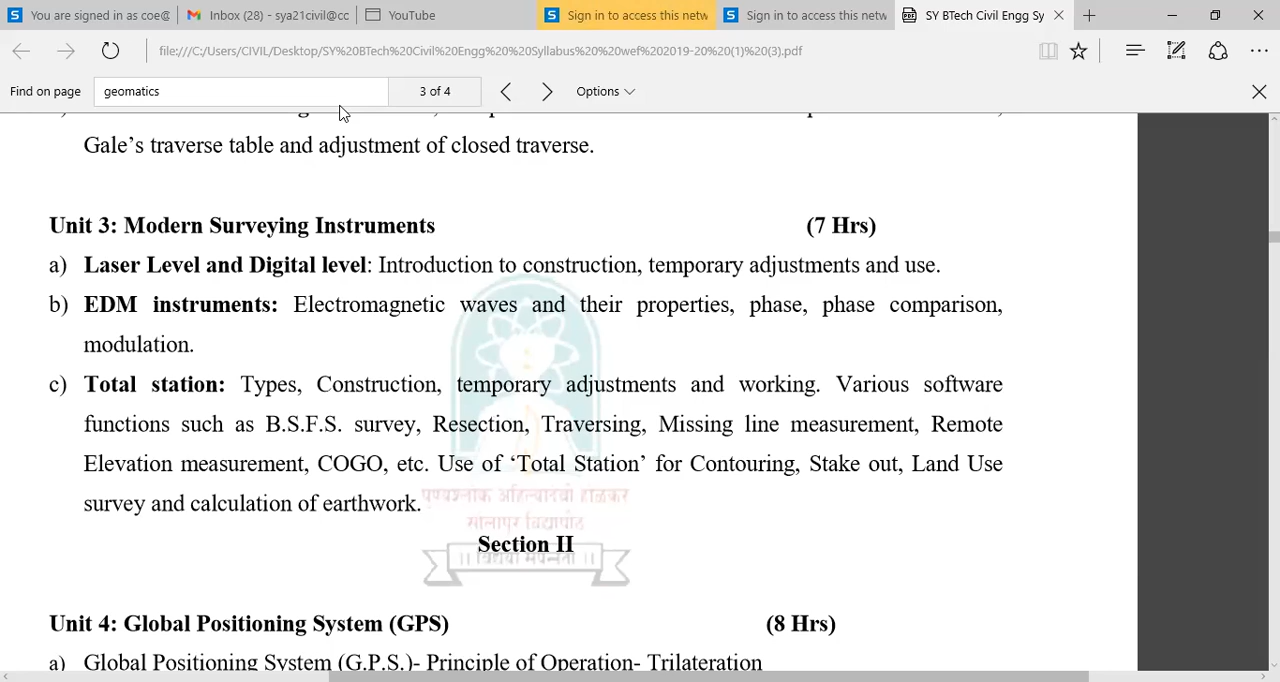 You are signed in as coe@
Inbox (28) - sya21civil@cc
YouTube
Sign in to access this netw
Sign in to access this netw
SY BTech Civil Engg Sy
file:///C:/Users/CIVIL/Desktop/SY%20BTech%20Civil%20Engg%20%20Syllabus%20%20wef%202019-20%20(1)%20(3).pdf
Find on page
geomatics
3 of 4
Options
Gale’s traverse table and adjustment of closed traverse.
Unit 3: Modern Surveying Instruments (7 Hrs)
a) Laser Level and Digital level: Introduction to construction, temporary adjustments and use.
b) EDM instruments: Electromagnetic waves and their properties, phase, phase comparison,
modulation.
c) Total station: Types, Construction, temporary adjustments and working. Various software
functions such as B.S.F.S. survey, Resection, Traversing, Missing line measurement, Remote
Elevation measurement, COGO, etc. Use of ‘Total Station’ for Contouring, Stake out, Land Use
survey and calculation of earthwork.
पुण्यश्लोक अहिल्यादेवी होळकर
सोलापूर विद्यापीठ
Section II
|| विद्यया संपन्नता ||
Unit 4: Global Positioning System (GPS) (8 Hrs)
a) Global Positioning System (G.P.S.)- Principle of Operation- Trilateration